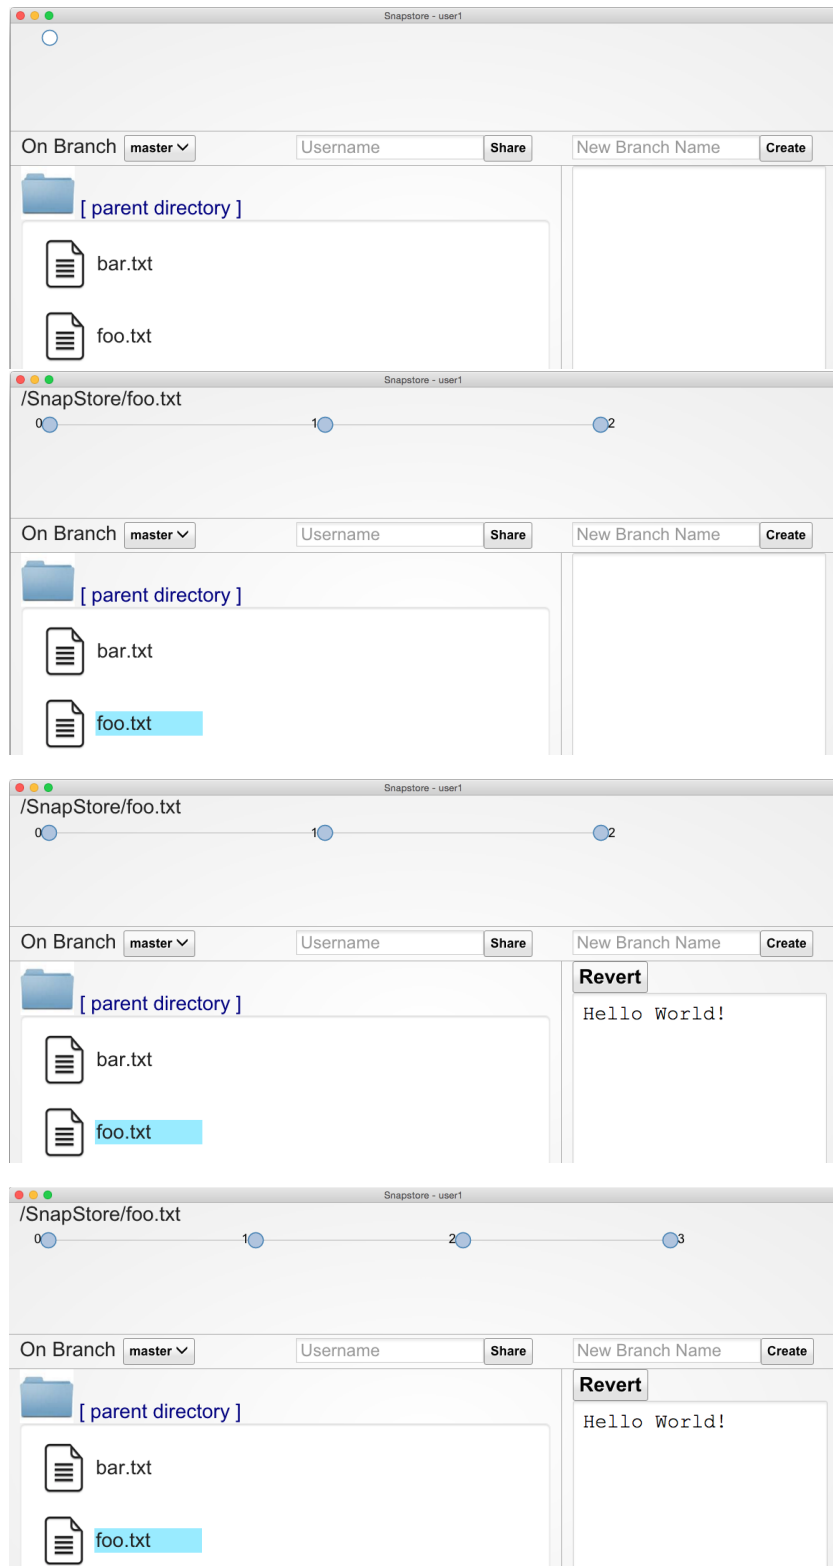 Snapstore - user1
On Branch master Username Share New Branch Name Create
[ parent directory ]
bar.txt
foo.txt
Snapstore - user1
/SnapStore/foo.txt
0 1 2
On Branch master Username Share New Branch Name Create
[ parent directory ]
bar.txt
foo.txt
Snapstore - user1
/SnapStore/foo.txt
0 1 2
On Branch master Username Share New Branch Name Create
Revert
[ parent directory ]
Hello World!
bar.txt
foo.txt
Snapstore - user1
/SnapStore/foo.txt
0 1 2 3
On Branch master Username Share New Branch Name Create
Revert
[ parent directory ]
Hello World!
bar.txt
foo.txt